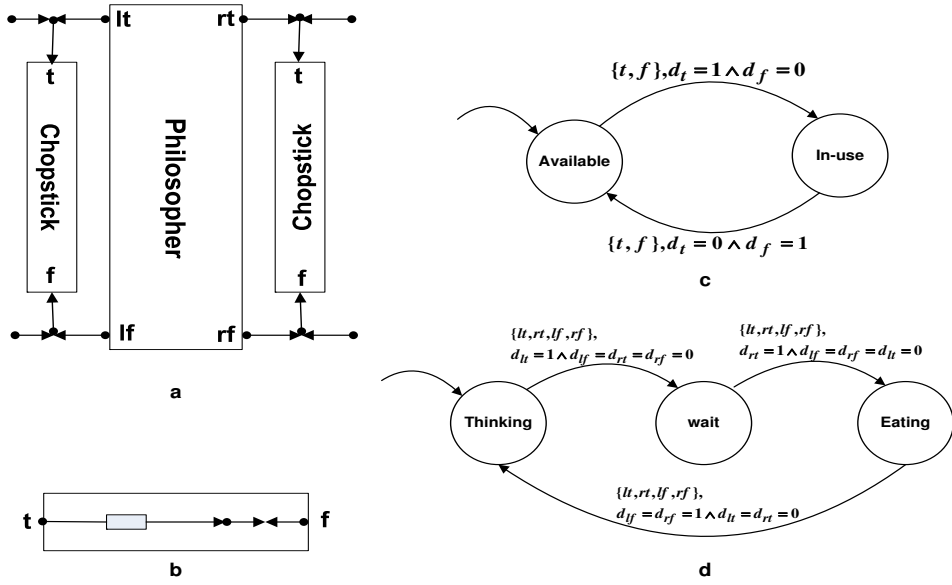 lt
rt
t
t
Chopstick
Philosopher
Chopstick
f
f
lf
rf
a
t
f
b
{t, f}, d_t = 1 ∧ d_f = 0
Available
In-use
{t, f}, d_t = 0 ∧ d_f = 1
c
{lt, rt, lf, rf},
d_lt = 1 ∧ d_lf = d_rt = d_rf = 0
{lt, rt, lf, rf},
d_rt = 1 ∧ d_lf = d_rf = d_lt = 0
Thinking
wait
Eating
{lt, rt, lf, rf},
d_lf = d_rf = 1 ∧ d_lt = d_rt = 0
d